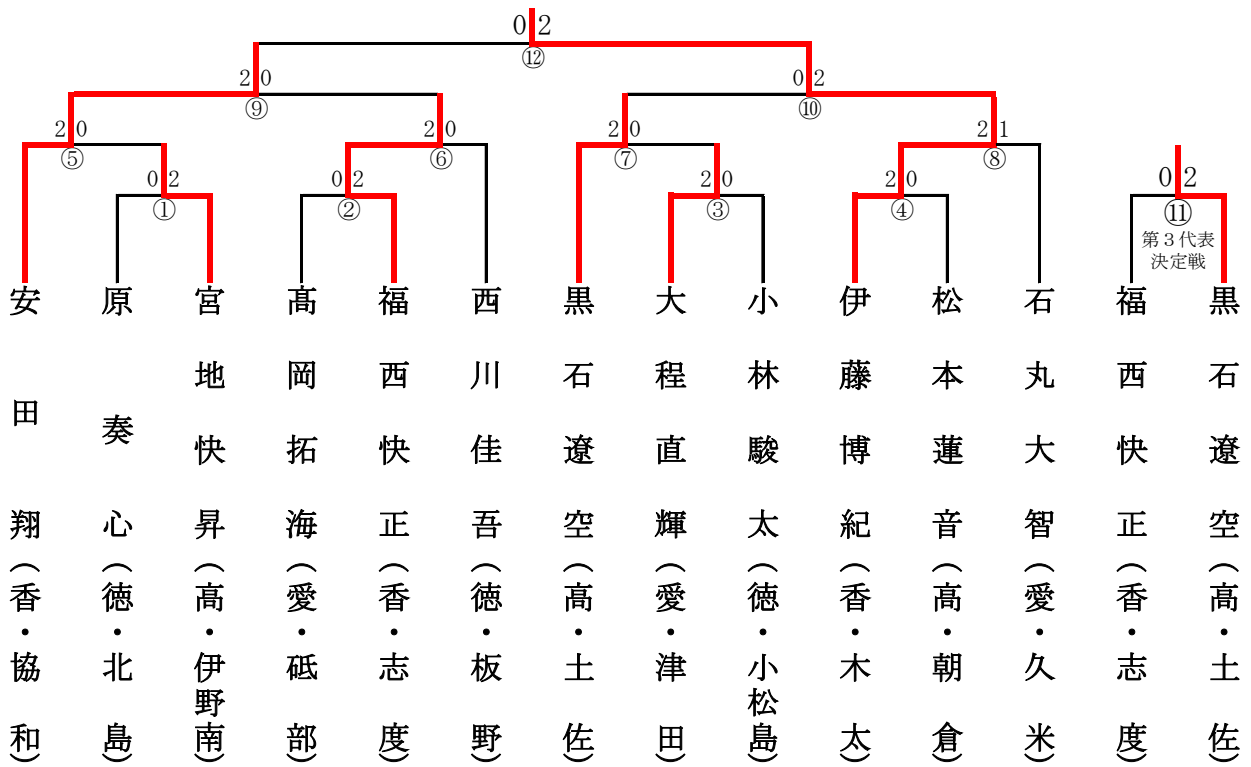 0 2
⑫
2 0
⑨
0 2
⑩
2 0
⑤
2 0
⑥
2 0
⑦
2 1
⑧
0 2
①
0 2
②
2 0
③
2 0
④
0 2
⑪
第3代表
決定戦
安田翔(香・協和)
原奏心(徳・北島)
宮地快昇(高・伊野南)
髙岡拓海(愛・砥部)
福西快正(香・志度)
西川佳吾(徳・板野)
黒石遼空(高・土佐)
大程直輝(愛・津田)
小林駿太(徳・小松島)
伊藤博紀(香・木太)
松本蓮音(高・朝倉)
石丸大智(愛・久米)
福西快正(香・志度)
黒石遼空(高・土佐)